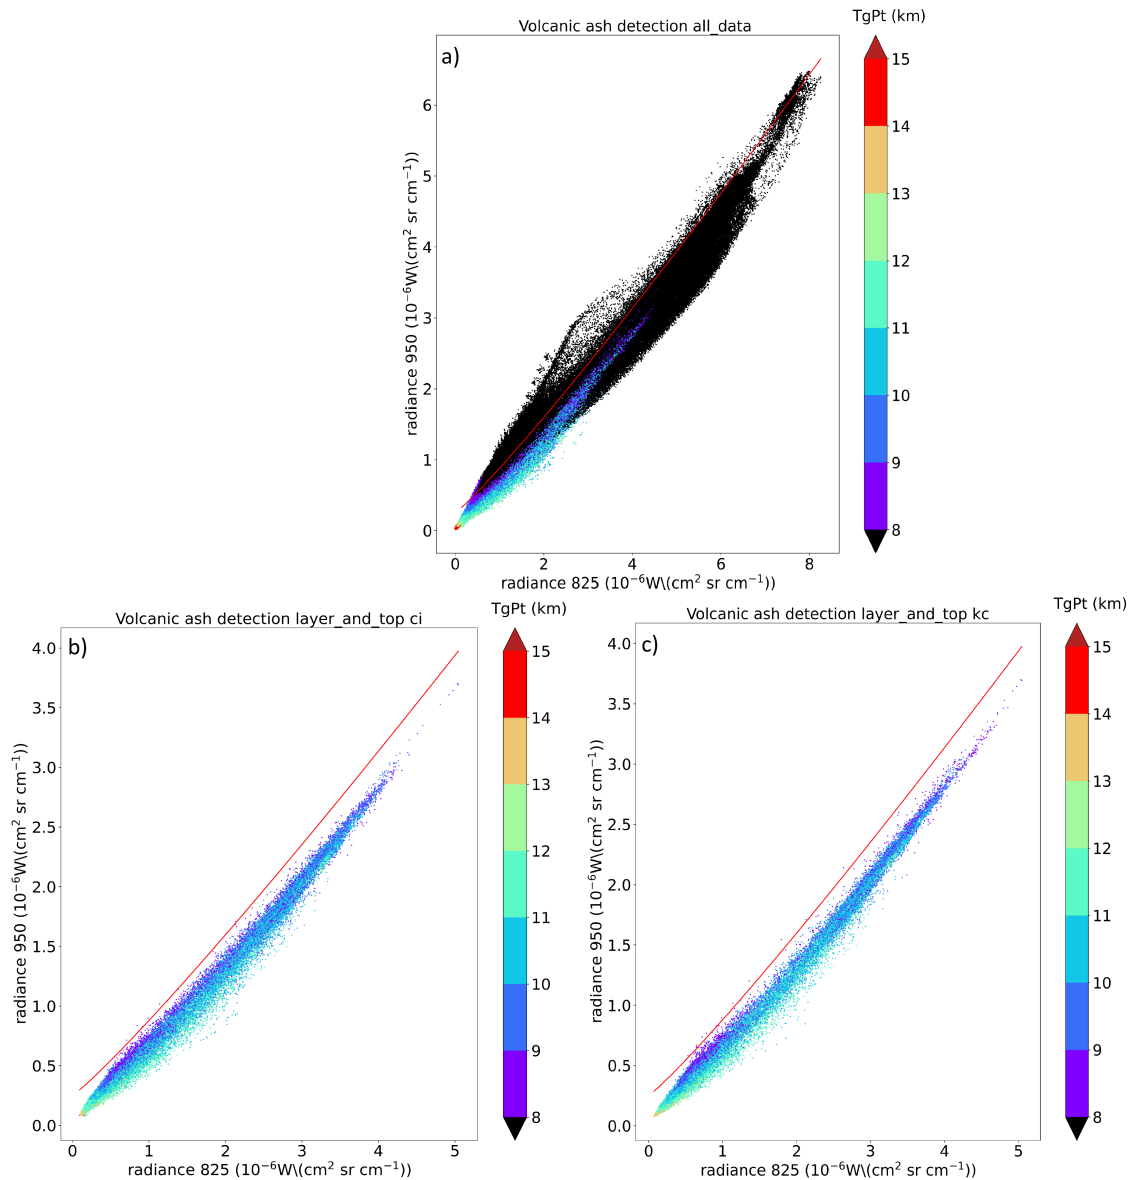 Volcanic ash detection all_data
TgPt (km)
a)
radiance 950 (10⁻⁶W\(cm² sr cm⁻¹))
6
5
4
3
2
1
0
0 2 4 6 8
radiance 825 (10⁻⁶W\(cm² sr cm⁻¹))
15
14
13
12
11
10
9
8
Volcanic ash detection layer_and_top ci
TgPt (km)
b)
radiance 950 (10⁻⁶W\(cm² sr cm⁻¹))
4.0
3.5
3.0
2.5
2.0
1.5
1.0
0.5
0.0
0 1 2 3 4 5
radiance 825 (10⁻⁶W\(cm² sr cm⁻¹))
15
14
13
12
11
10
9
8
Volcanic ash detection layer_and_top kc
TgPt (km)
c)
radiance 950 (10⁻⁶W\(cm² sr cm⁻¹))
4.0
3.5
3.0
2.5
2.0
1.5
1.0
0.5
0.0
0 1 2 3 4 5
radiance 825 (10⁻⁶W\(cm² sr cm⁻¹))
15
14
13
12
11
10
9
8